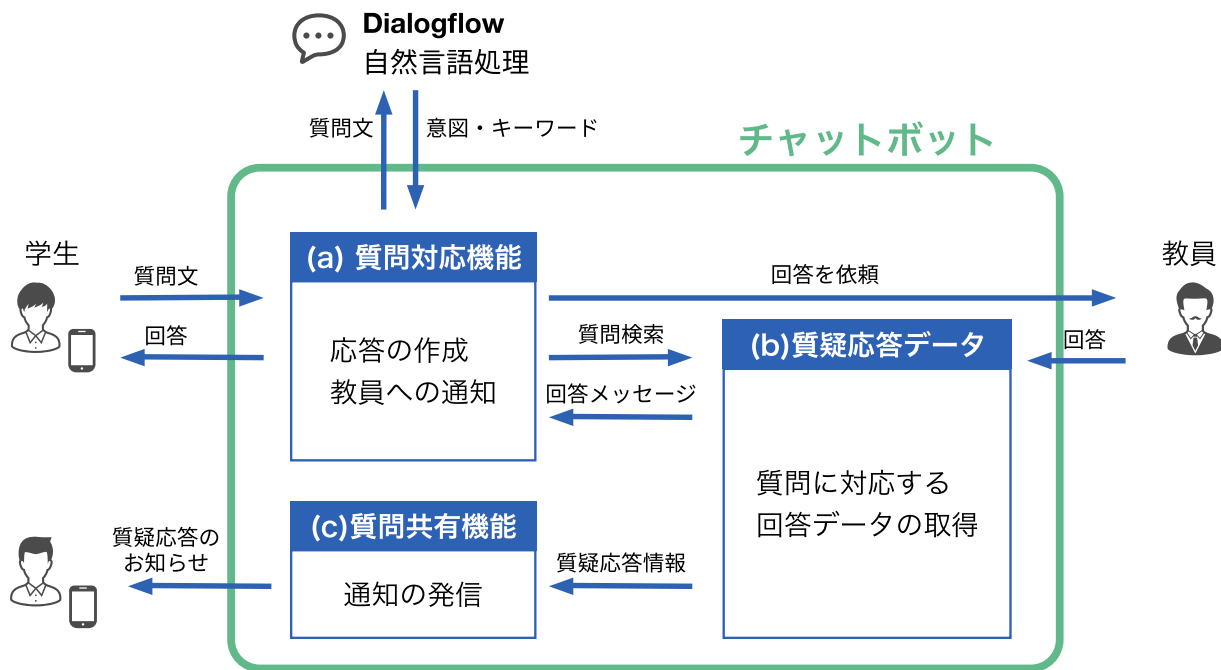 Dialogflow
自然言語処理
質問文
意図・キーワード
チャットボット
学生
質問文
回答
(a) 質問対応機能
応答の作成
教員への通知
回答を依頼
教員
質問検索
回答メッセージ
(b)質疑応答データ
回答
質問に対応する
回答データの取得
(c)質問共有機能
通知の発信
質疑応答情報
質疑応答の
お知らせ